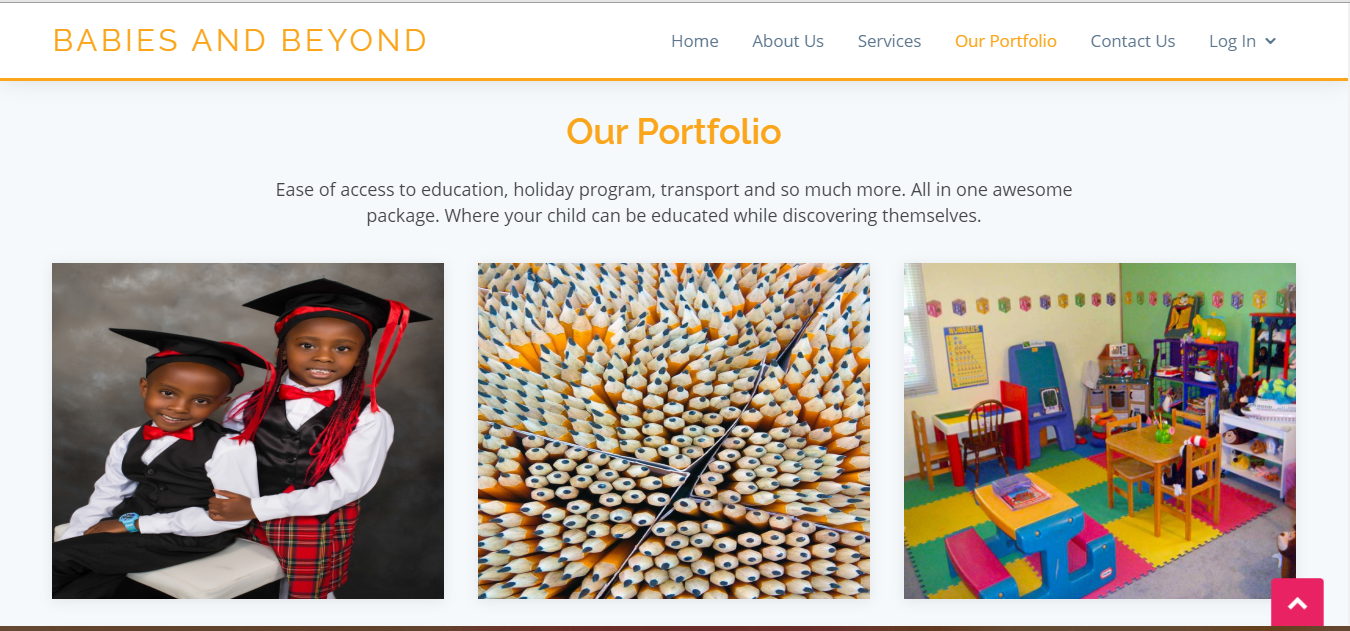 BABIES AND BEYOND
Home About Us Services Our Portfolio Contact Us Log In
Our Portfolio
Ease of access to education, holiday program, transport and so much more. All in one awesome
package. Where your child can be educated while discovering themselves.
NUMBERS